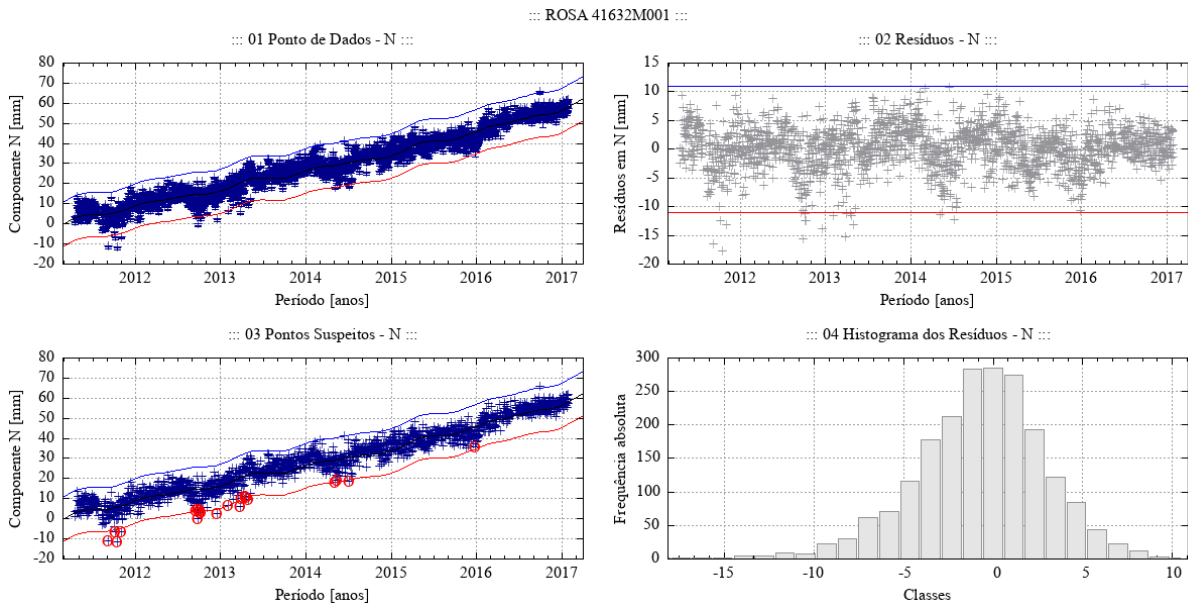 ::: ROSA 41632M001 :::
::: 01 Ponto de Dados - N :::
80
70
60
50
40
30
20
10
0
-10
-20
Componente N [mm]
2012 2013 2014 2015 2016 2017
Período [anos]
::: 02 Resíduos - N :::
15
10
5
0
-5
-10
-15
-20
Resíduos em N [mm]
2012 2013 2014 2015 2016 2017
Período [anos]
::: 03 Pontos Suspeitos - N :::
80
70
60
50
40
30
20
10
0
-10
-20
Componente N [mm]
2012 2013 2014 2015 2016 2017
Período [anos]
::: 04 Histograma dos Resíduos - N :::
300
250
200
150
100
50
0
Frequência absoluta
-15 -10 -5 0 5 10
Classes